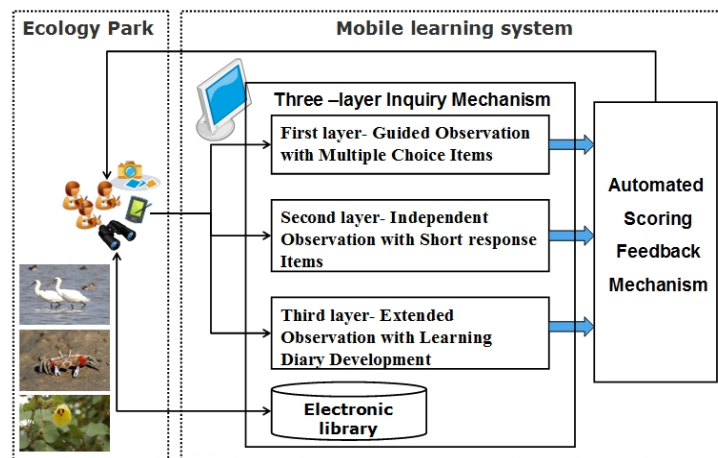 Ecology Park
Mobile learning system
Three –layer Inquiry Mechanism
First layer- Guided Observation
with Multiple Choice Items
Second layer- Independent
Observation with Short response
Items
Third layer- Extended
Observation with Learning
Diary Development
Electronic
library
Automated
Scoring
Feedback
Mechanism